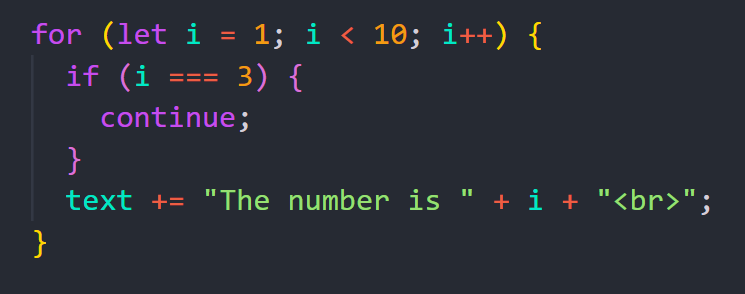 for (let i = 1; i < 10; i++) {
  if (i === 3) {
    continue;
  }
  text += "The number is " + i + "<br>";
}